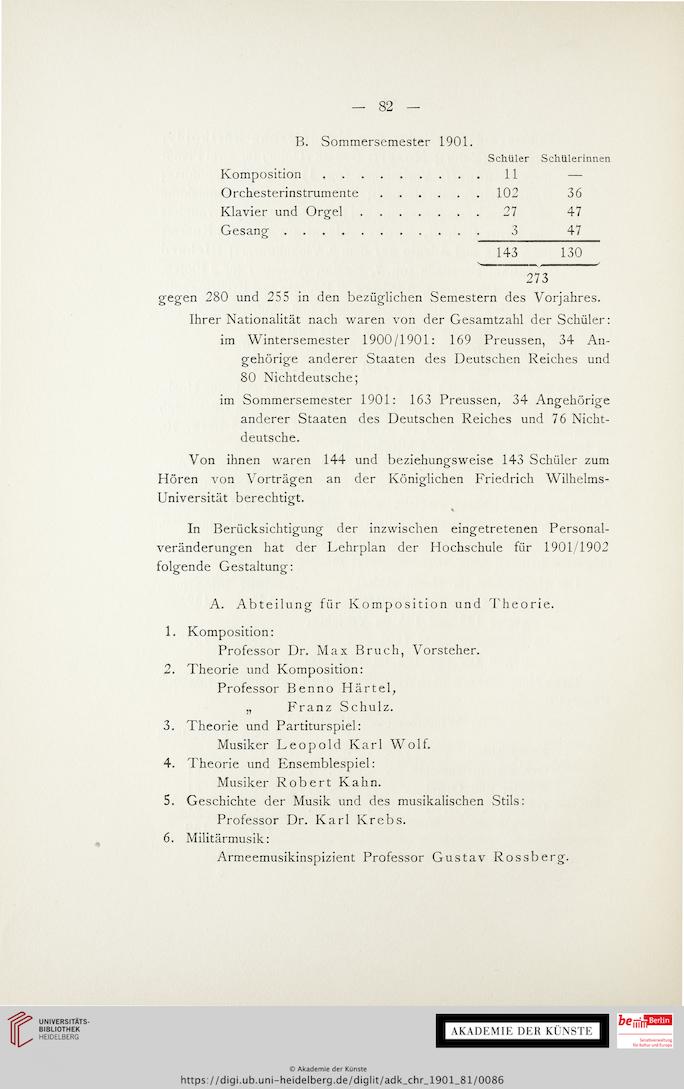 — 82 —
B. Sommersemester 1901.
Schüler Schülerinnen
Komposition . . . . . . . . . 11 —
Orchesterinstrumente . . . . . . 102 36
Klavier und Orgel . . . . . . . 27 47
Gesang . . . . . . . . . . . 3 47
143 130
273
gegen 280 und 255 in den bezüglichen Semestern des Vorjahres.
Ihrer Nationalität nach waren von der Gesamtzahl der Schüler:
im Wintersemester 1900/1901: 169 Preussen, 34 An-
gehörige anderer Staaten des Deutschen Reiches und
80 Nichtdeutsche;
im Sommersemester 1901: 163 Preussen, 34 Angehörige
anderer Staaten des Deutschen Reiches und 76 Nicht-
deutsche.
Von ihnen waren 144 und beziehungsweise 143 Schüler zum
Hören von Vorträgen an der Königlichen Friedrich Wilhelms-
Universität berechtigt.
In Berücksichtigung der inzwischen eingetretenen Personal-
veränderungen hat der Lehrplan der Hochschule für 1901/1902
folgende Gestaltung:
A. Abteilung für Komposition und Theorie.
1. Komposition:
Professor Dr. Max Bruch, Vorsteher.
2. Theorie und Komposition:
Professor Benno Härtel,
„ Franz Schulz.
3. Theorie und Partiturspiel:
Musiker Leopold Karl Wolf.
4. Theorie und Ensemblespiel:
Musiker Robert Kahn.
5. Geschichte der Musik und des musikalischen Stils:
Professor Dr. Karl Krebs.
6. Militärmusik:
Armeemusikinspizient Professor Gustav Rossberg.
UNIVERSITÄTS-
BIBLIOTHEK
HEIDELBERG
AKADEMIE DER KÜNSTE
be Berlin
Senatsverwaltung
für Kultur und Europa
© Akademie der Künste
https://digi.ub.uni-heidelberg.de/diglit/adk_chr_1901_81/0086